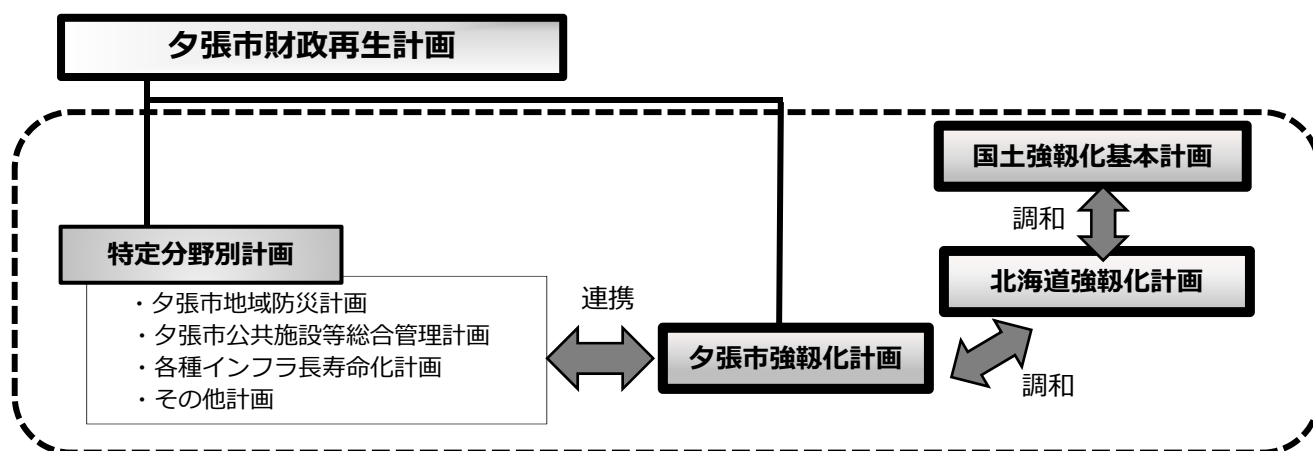 夕張市財政再生計画
国土強靱化基本計画
調和
特定分野別計画
北海道強靱化計画
・夕張市地域防災計画
・夕張市公共施設等総合管理計画
・各種インフラ長寿命化計画
・その他計画
連携
夕張市強靱化計画
調和